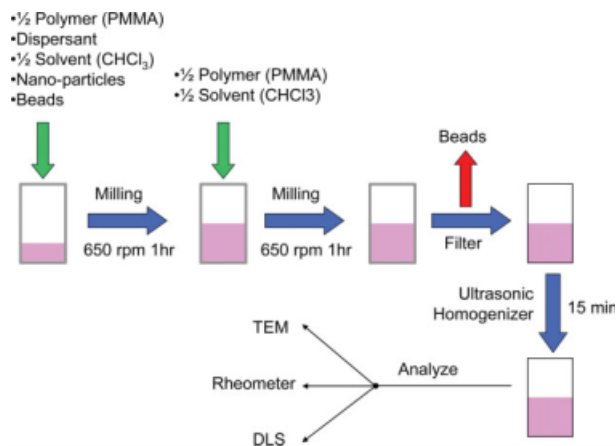 •½ Polymer (PMMA)
•Dispersant
•½ Solvent (CHCl₃)
•Nano-particles
•Beads
•½ Polymer (PMMA)
•½ Solvent (CHCl3)
Beads
Milling
650 rpm 1hr
Milling
650 rpm 1hr
Filter
Ultrasonic
Homogenizer
15 min
TEM
Rheometer
DLS
Analyze